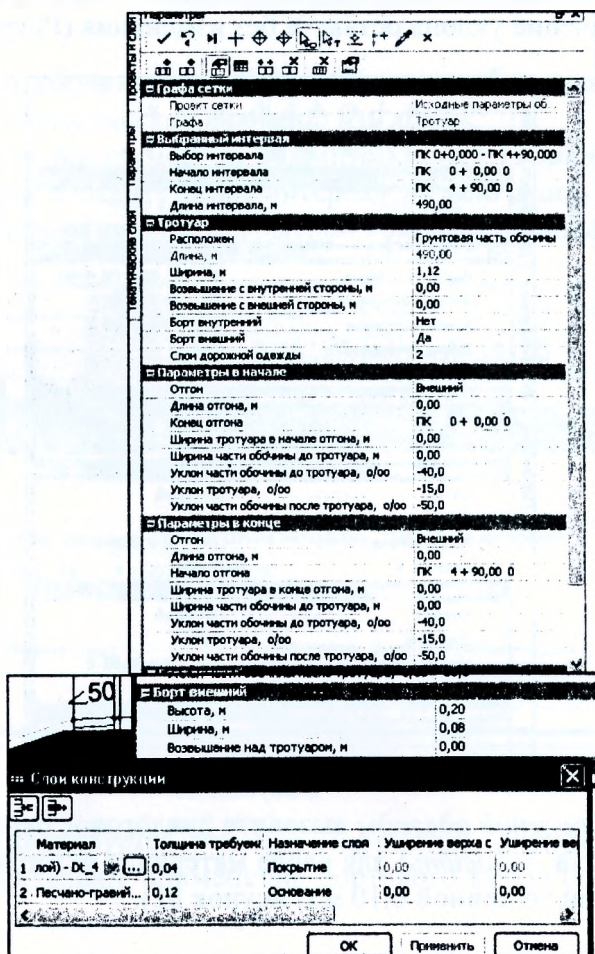 Параметры
Проекты и слои
Параметры
Тематические слои
Графа сетки
Проект сетки Исходные параметры об...
Графа Тротуар
Выбранный интервал
Выбор интервала ПК 0+0,000 - ПК 4+90,000
Начало интервала ПК 0 + 0,00 0
Конец интервала ПК 4 + 90,00 0
Длина интервала, м 490,00
Тротуар
Расположен Грунтовая часть обочины
Длина, м 490,00
Ширина, м 1,12
Возвышение с внутренней стороны, м 0,00
Возвышение с внешней стороны, м 0,00
Борт внутренний Нет
Борт внешний Да
Слои дорожной одежды 2
Параметры в начале
Отгон Внешний
Длина отгона, м 0,00
Конец отгона ПК 0 + 0,00 0
Ширина тротуара в начале отгона, м 0,00
Ширина части обочины до тротуара, м 0,00
Уклон части обочины до тротуара, о/оо -40,0
Уклон тротуара, о/оо -15,0
Уклон части обочины после тротуара, о/оо -50,0
Параметры в конце
Отгон Внешний
Длина отгона, м 0,00
Начало отгона ПК 4 + 90,00 0
Ширина тротуара в конце отгона, м 0,00
Ширина части обочины до тротуара, м 0,00
Уклон части обочины до тротуара, о/оо -40,0
Уклон тротуара, о/оо -15,0
Уклон части обочины после тротуара, о/оо -50,0
50
Борт внешний
Высота, м 0,20
Ширина, м 0,08
Возвышение над тротуаром, м 0,00
Слои конструкции
Материал Толщина требуем Назначение слоя Уширение верха с Уширение вер
1 лой) - Dt_4 ... 0,04 Покрытие 0,00 0,00
2 Песчано-гравий... 0,12 Основание 0,00 0,00
ОК Применить Отмена